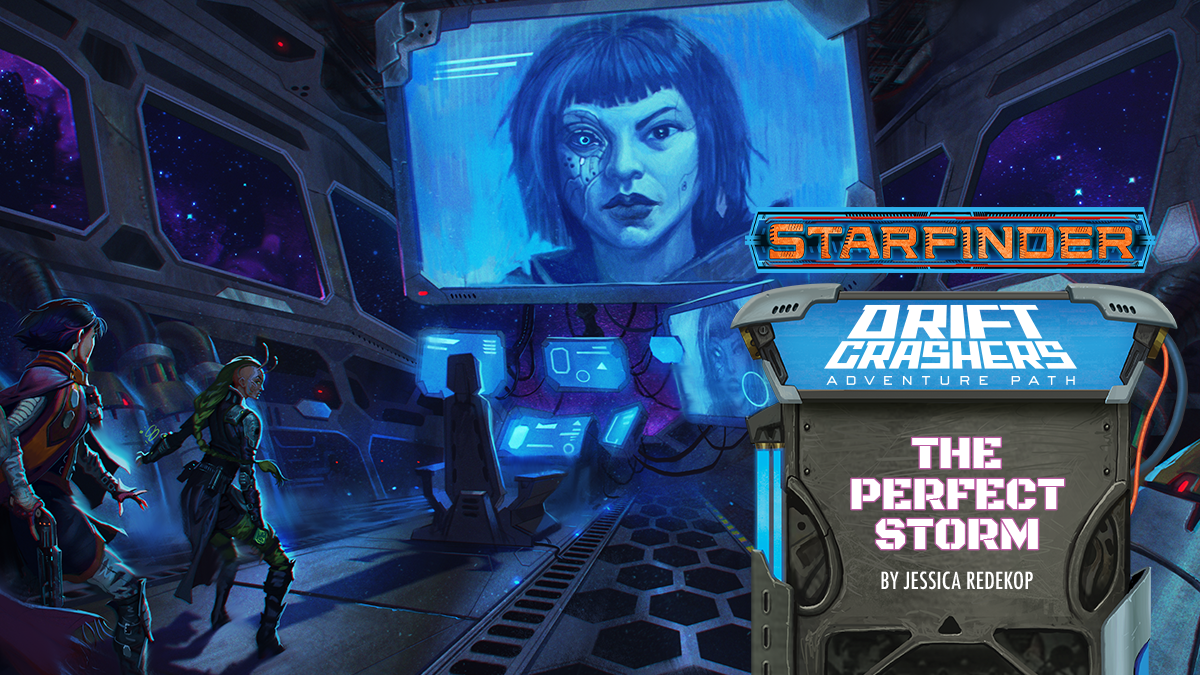 STARFINDER
DRIFT
CRASHERS
ADVENTURE PATH
THE
PERFECT
STORM
BY JESSICA REDEKOP